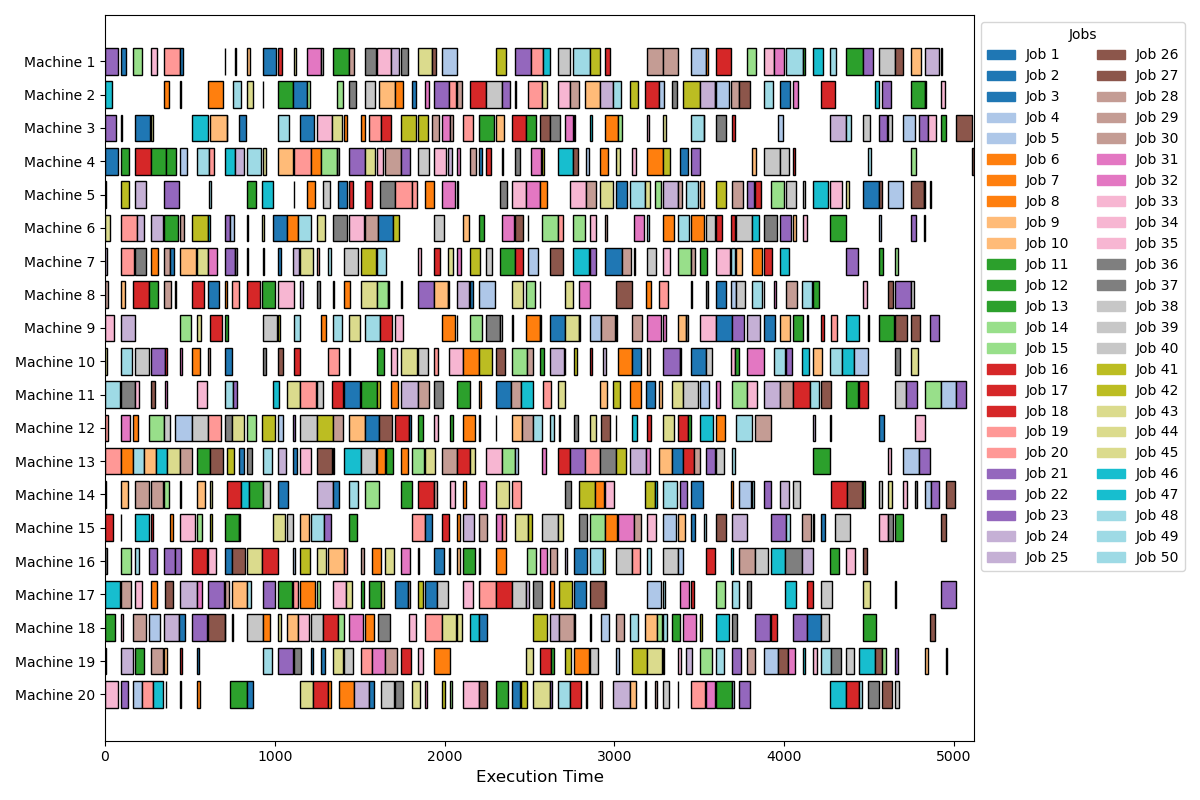 Machine 1
Machine 2
Machine 3
Machine 4
Machine 5
Machine 6
Machine 7
Machine 8
Machine 9
Machine 10
Machine 11
Machine 12
Machine 13
Machine 14
Machine 15
Machine 16
Machine 17
Machine 18
Machine 19
Machine 20
0 1000 2000 3000 4000 5000
Execution Time
Jobs
Job 1
Job 2
Job 3
Job 4
Job 5
Job 6
Job 7
Job 8
Job 9
Job 10
Job 11
Job 12
Job 13
Job 14
Job 15
Job 16
Job 17
Job 18
Job 19
Job 20
Job 21
Job 22
Job 23
Job 24
Job 25
Job 26
Job 27
Job 28
Job 29
Job 30
Job 31
Job 32
Job 33
Job 34
Job 35
Job 36
Job 37
Job 38
Job 39
Job 40
Job 41
Job 42
Job 43
Job 44
Job 45
Job 46
Job 47
Job 48
Job 49
Job 50